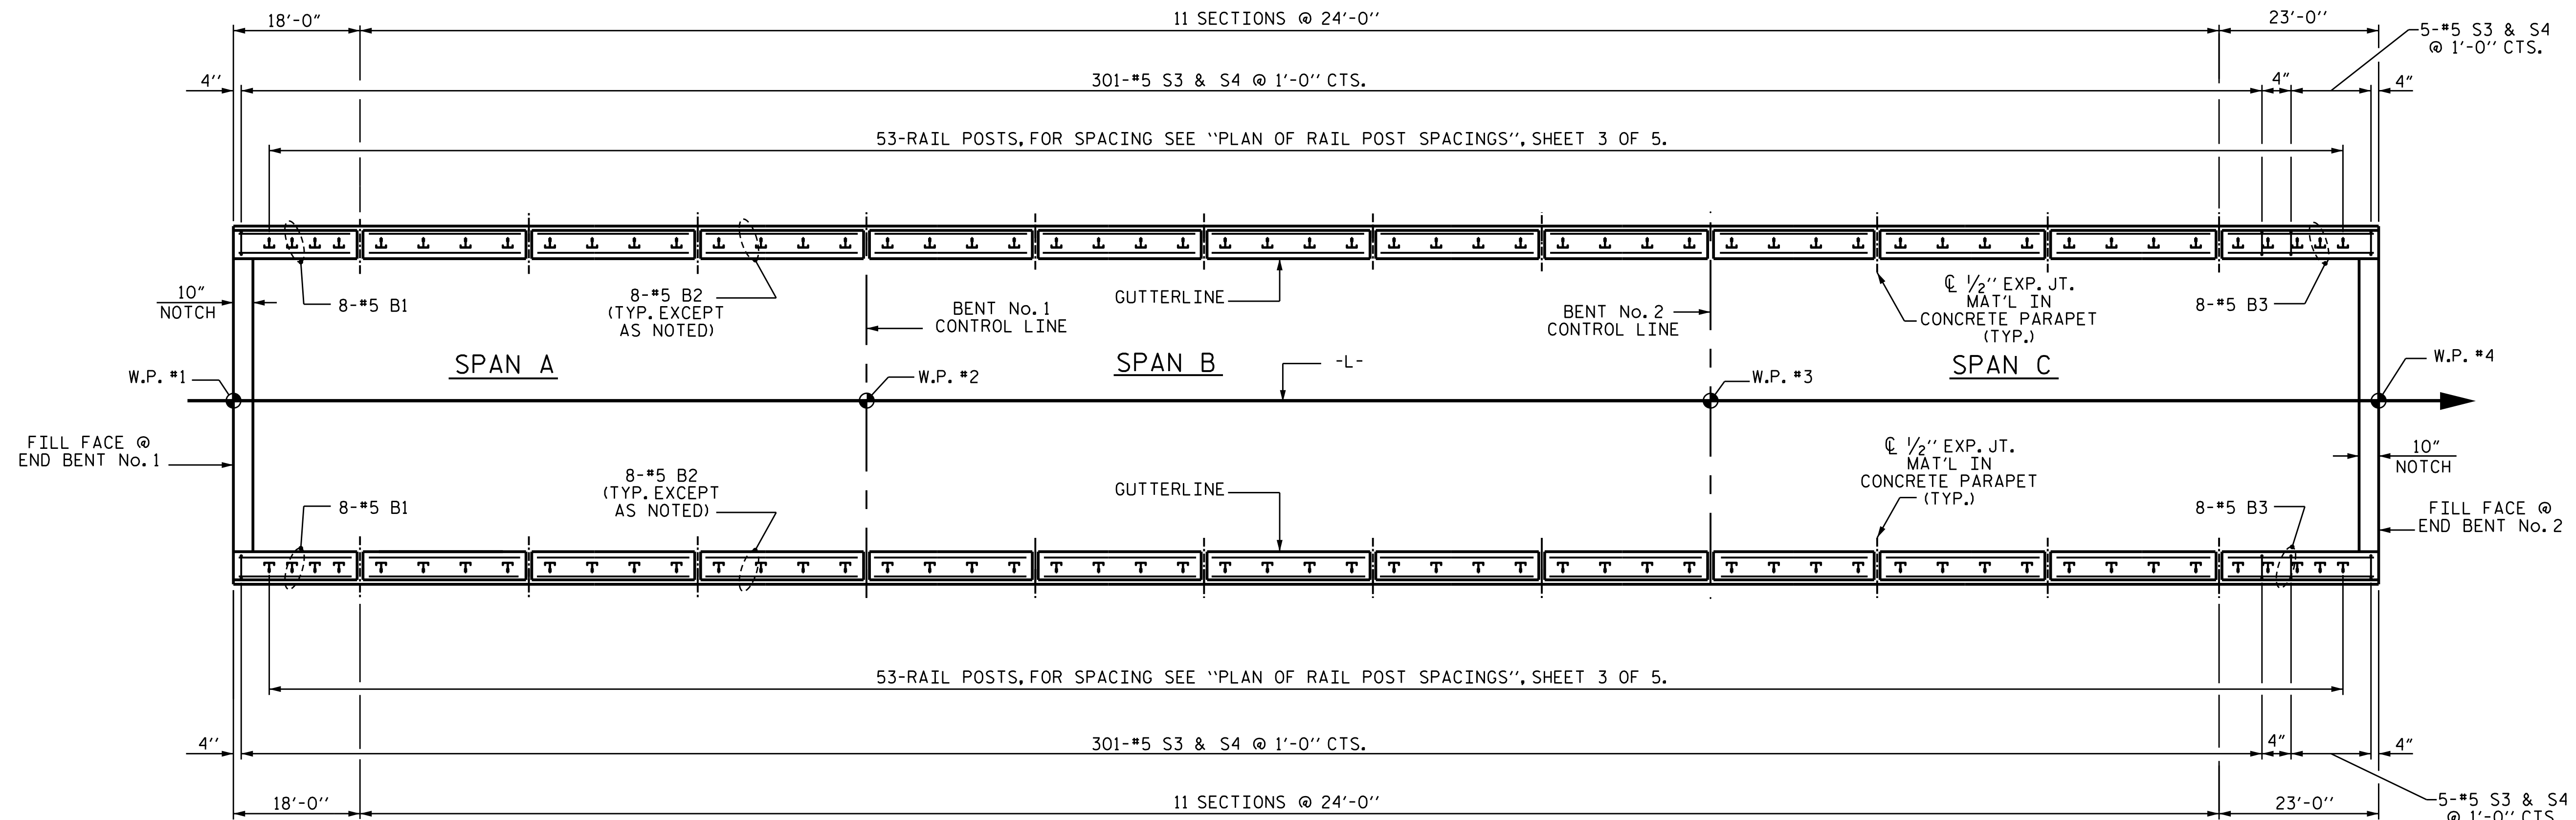 18'-0"
11 SECTIONS @ 24'-0''
23'-0''
5-#5 S3 & S4
@ 1'-0'' CTS.
4''
301-#5 S3 & S4 @ 1'-0'' CTS.
4"
4"
53-RAIL POSTS, FOR SPACING SEE ``PLAN OF RAIL POST SPACINGS'', SHEET 3 OF 5.
10"
NOTCH
8-#5 B1
8-#5 B2
(TYP. EXCEPT
AS NOTED)
BENT No. 1
CONTROL LINE
GUTTERLINE
BENT No. 2
CONTROL LINE
℄ 1/2'' EXP. JT.
MAT'L IN
CONCRETE PARAPET
(TYP.)
8-#5 B3
SPAN A
SPAN B
-L-
SPAN C
W.P. #1
W.P. #2
W.P. #3
W.P. #4
FILL FACE @
END BENT No. 1
8-#5 B1
8-#5 B2
(TYP. EXCEPT
AS NOTED)
GUTTERLINE
℄ 1/2'' EXP. JT.
MAT'L IN
CONCRETE PARAPET
(TYP.)
8-#5 B3
10"
NOTCH
FILL FACE @
END BENT No. 2
53-RAIL POSTS, FOR SPACING SEE ``PLAN OF RAIL POST SPACINGS'', SHEET 3 OF 5.
4''
301-#5 S3 & S4 @ 1'-0'' CTS.
4"
4"
18'-0''
11 SECTIONS @ 24'-0''
23'-0''
5-#5 S3 & S4
@ 1'-0'' CTS.